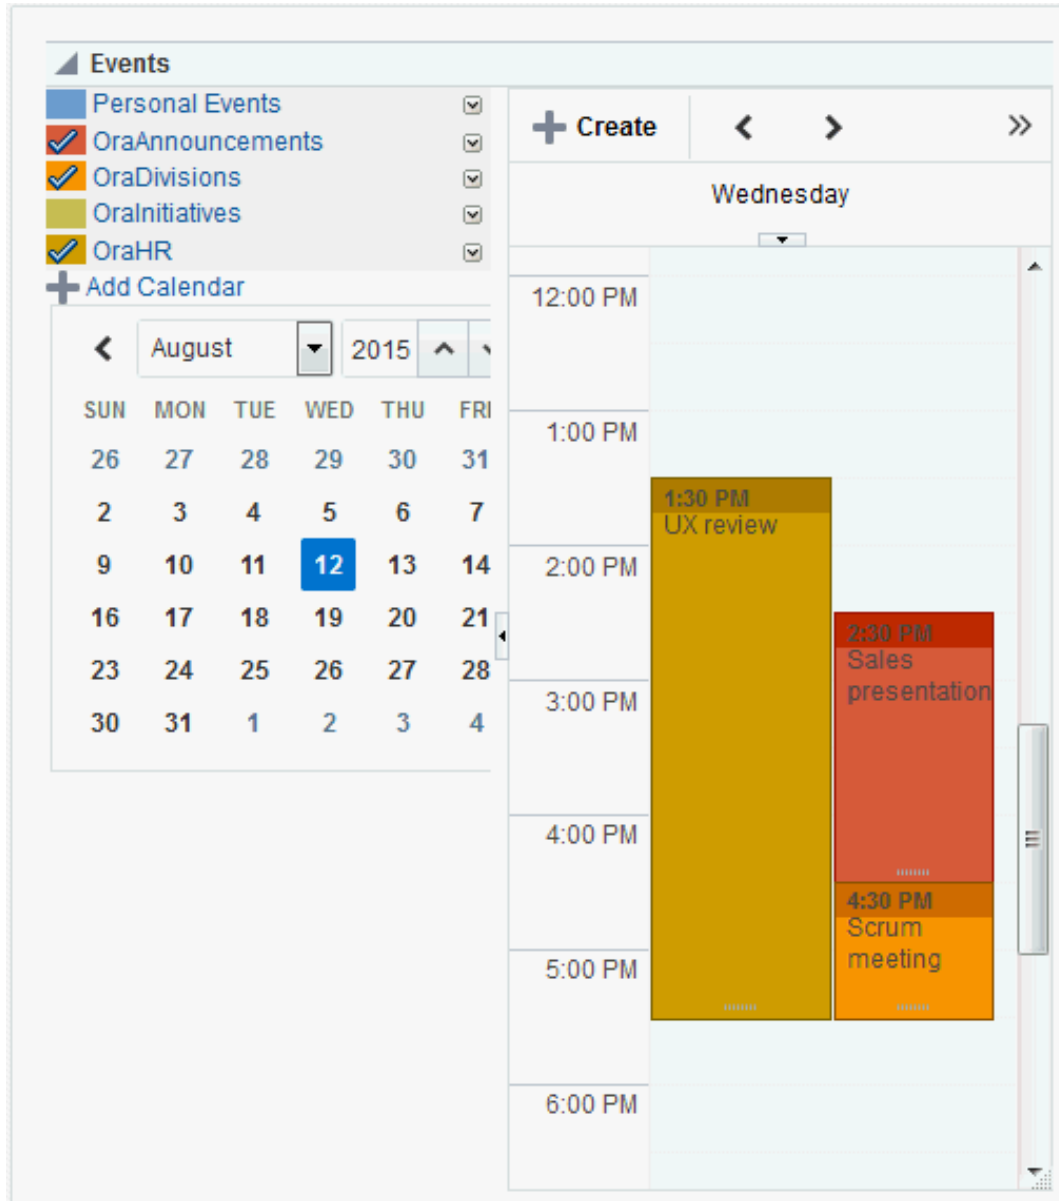 Events
Personal Events
OraAnnouncements
OraDivisions
OraInitiatives
OraHR
Add Calendar
August 2015
SUN MON TUE WED THU FRI
26 27 28 29 30 31
2 3 4 5 6 7
9 10 11 12 13 14
16 17 18 19 20 21
23 24 25 26 27 28
30 31 1 2 3 4
Create
Wednesday
12:00 PM
1:00 PM
1:30 PM
UX review
2:00 PM
2:30 PM
Sales
presentation
3:00 PM
4:00 PM
4:30 PM
Scrum
meeting
5:00 PM
6:00 PM